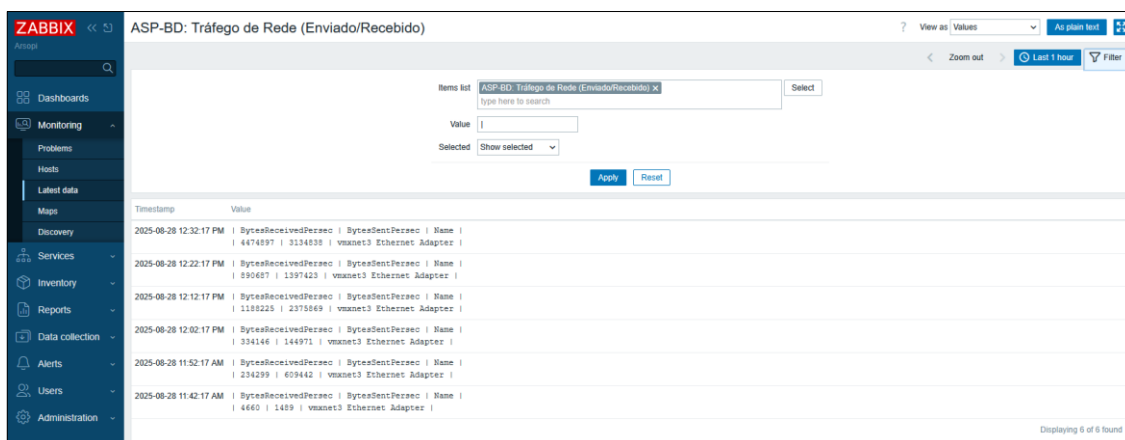 ZABBIX
ASP-BD: Tráfego de Rede (Enviado/Recebido)
? View as Values As plain text
Arsopi
Zoom out Last 1 hour Filter
Items list ASP-BD: Tráfego de Rede (Enviado/Recebido) Select
type here to search
Value |
Selected Show selected
Apply Reset
Dashboards
Monitoring
Problems
Hosts
Latest data
Maps
Discovery
Services
Inventory
Reports
Data collection
Alerts
Users
Administration
Timestamp Value
2025-08-28 12:32:17 PM | BytesReceivedPersec | BytesSentPersec | Name |
| 4474897 | 3134838 | vmxnet3 Ethernet Adapter |
2025-08-28 12:22:17 PM | BytesReceivedPersec | BytesSentPersec | Name |
| 890687 | 1397423 | vmxnet3 Ethernet Adapter |
2025-08-28 12:12:17 PM | BytesReceivedPersec | BytesSentPersec | Name |
| 1188225 | 2375869 | vmxnet3 Ethernet Adapter |
2025-08-28 12:02:17 PM | BytesReceivedPersec | BytesSentPersec | Name |
| 334146 | 144971 | vmxnet3 Ethernet Adapter |
2025-08-28 11:52:17 AM | BytesReceivedPersec | BytesSentPersec | Name |
| 234299 | 609442 | vmxnet3 Ethernet Adapter |
2025-08-28 11:42:17 AM | BytesReceivedPersec | BytesSentPersec | Name |
| 4660 | 1489 | vmxnet3 Ethernet Adapter |
Displaying 6 of 6 found